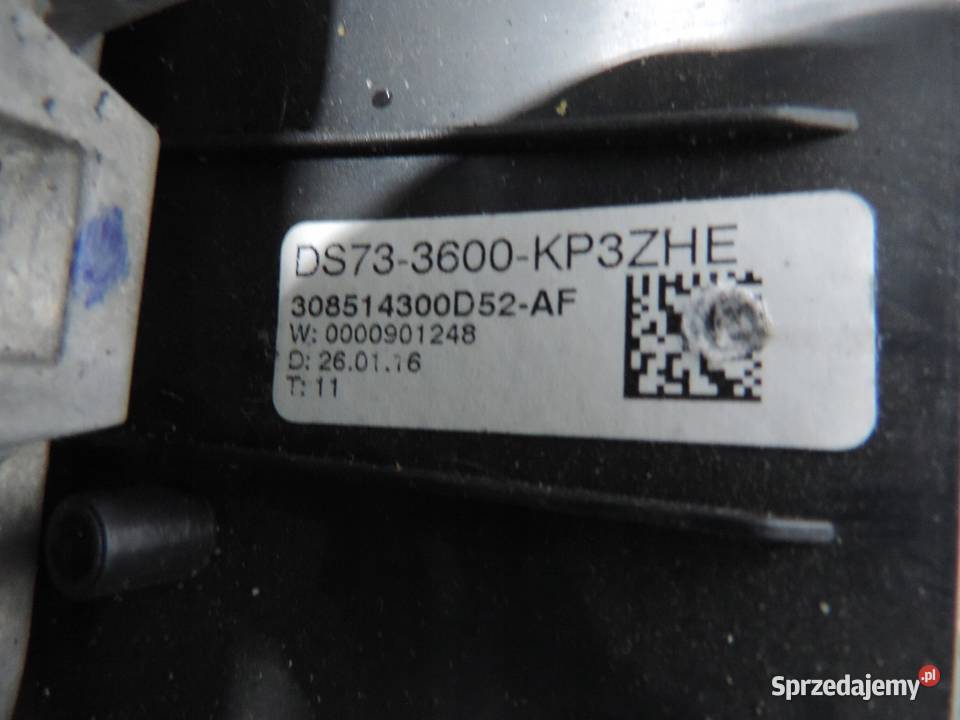 DS73-3600-KP3ZHE
308514300D52-AF
W: 0000901248
D: 26.01.16
T: 11
Sprzedajemy.pl